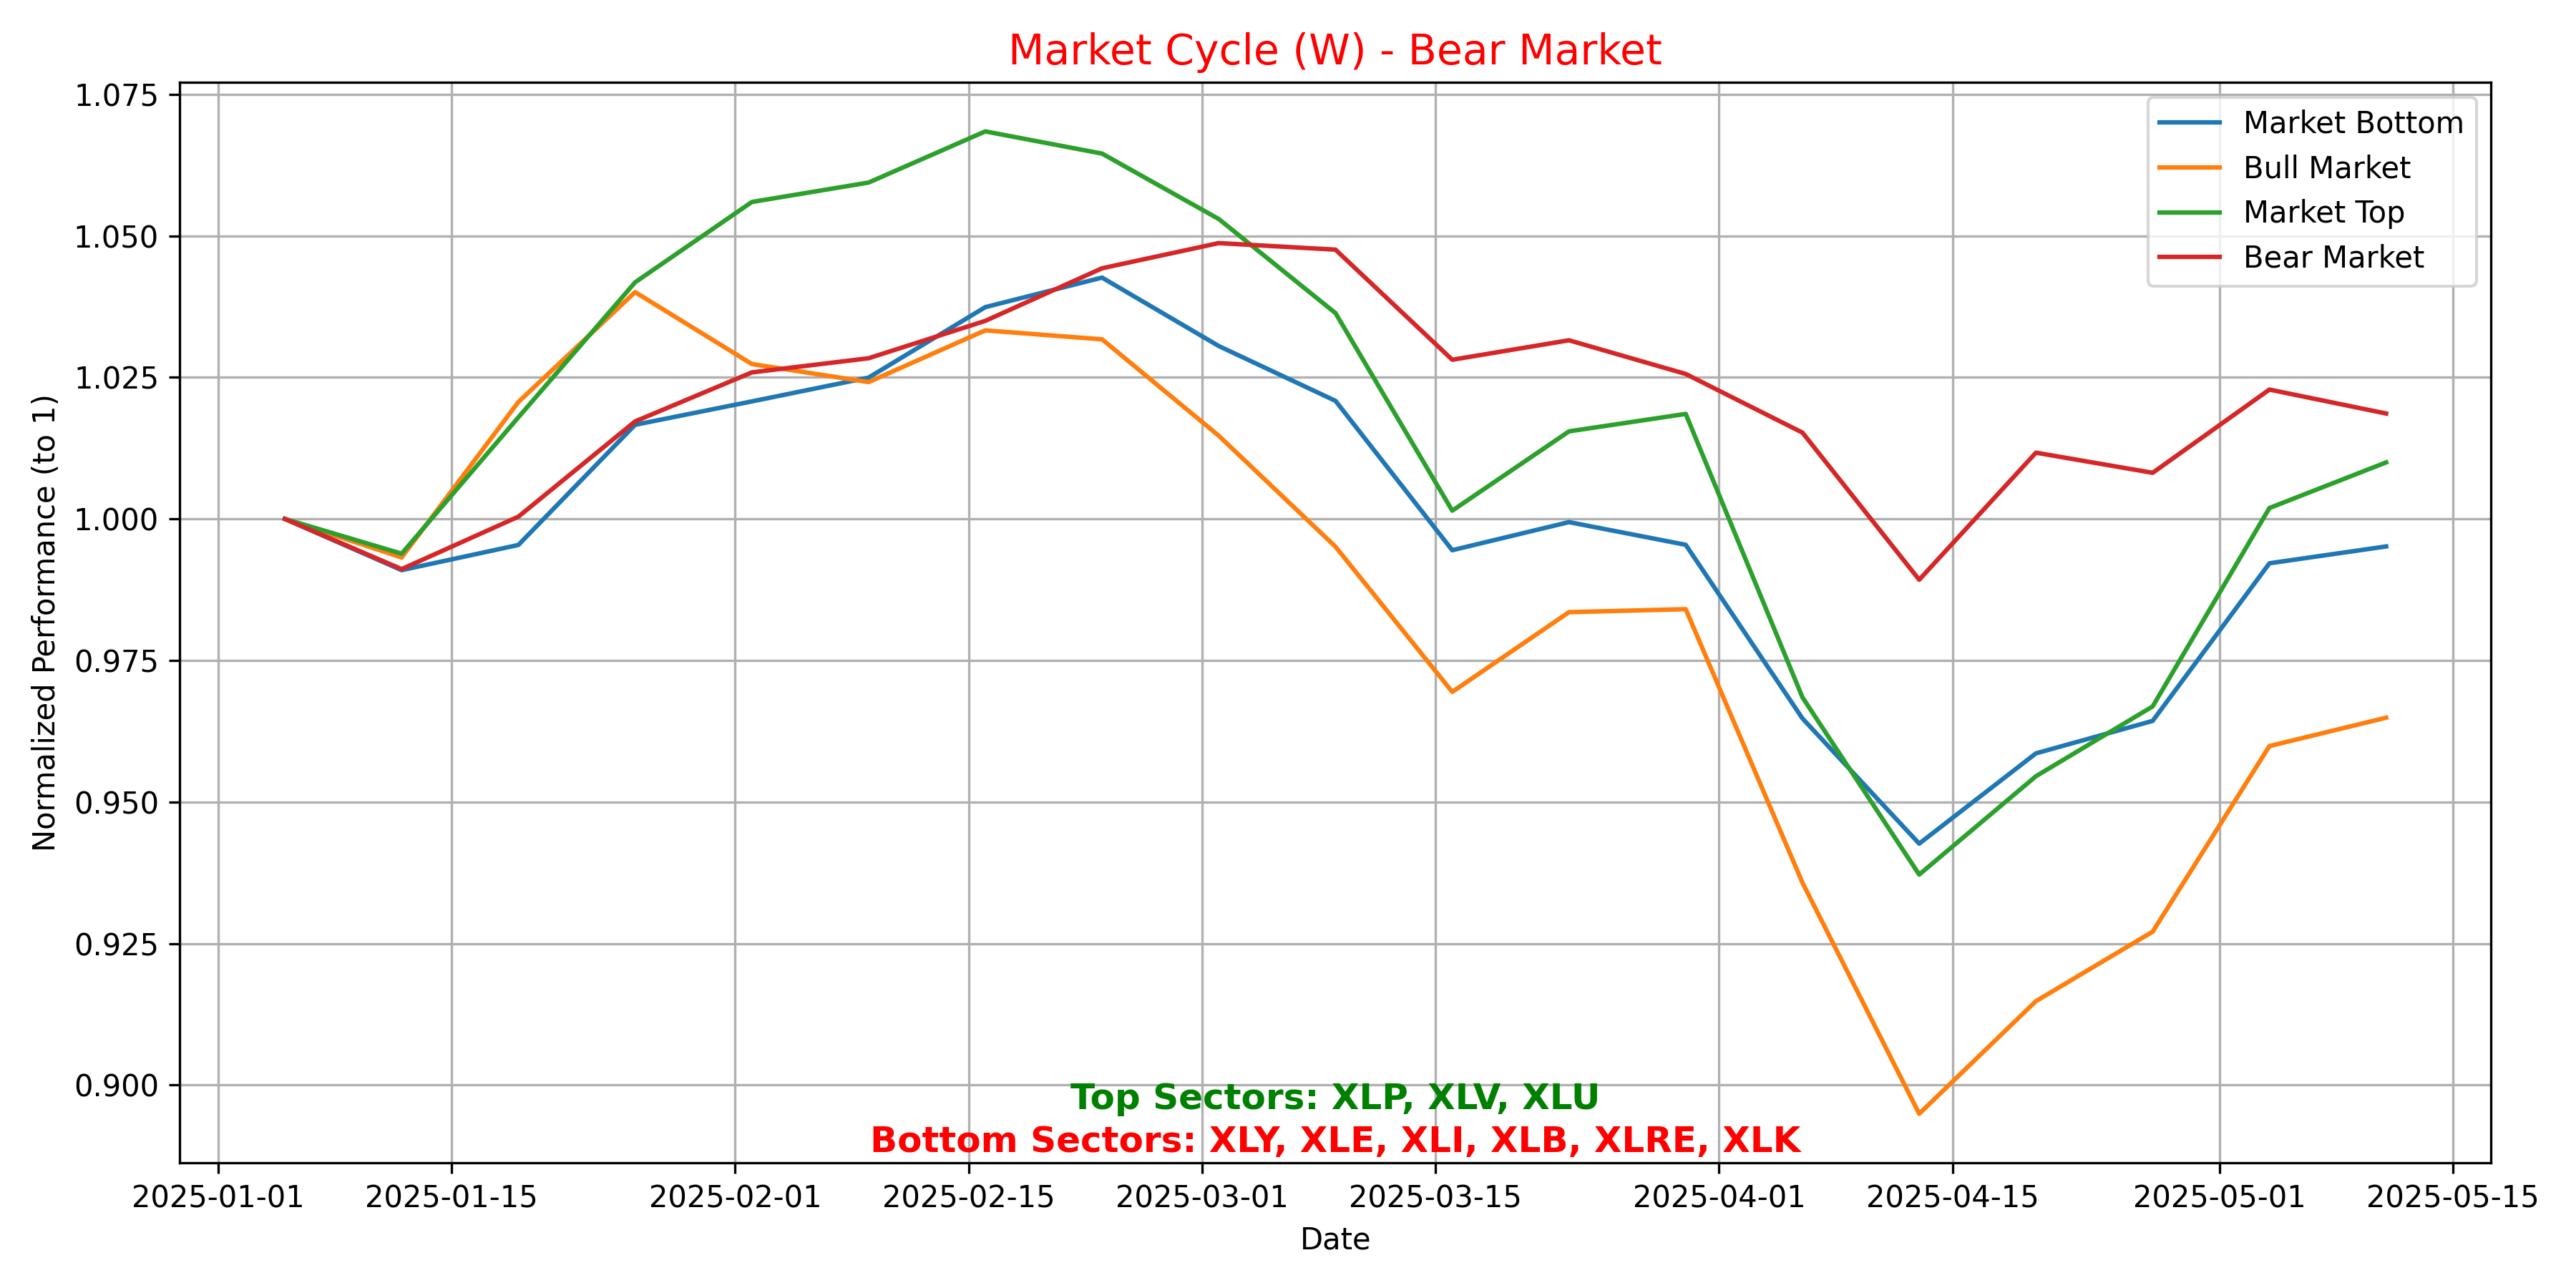 Market Cycle (W) - Bear Market
Normalized Performance (to 1)
1.075
1.050
1.025
1.000
0.975
0.950
0.925
0.900
Market Bottom
Bull Market
Market Top
Bear Market
Top Sectors: XLP, XLV, XLU
Bottom Sectors: XLY, XLE, XLI, XLB, XLRE, XLK
2025-01-01 2025-01-15 2025-02-01 2025-02-15 2025-03-01 2025-03-15 2025-04-01 2025-04-15 2025-05-01 2025-05-15
Date